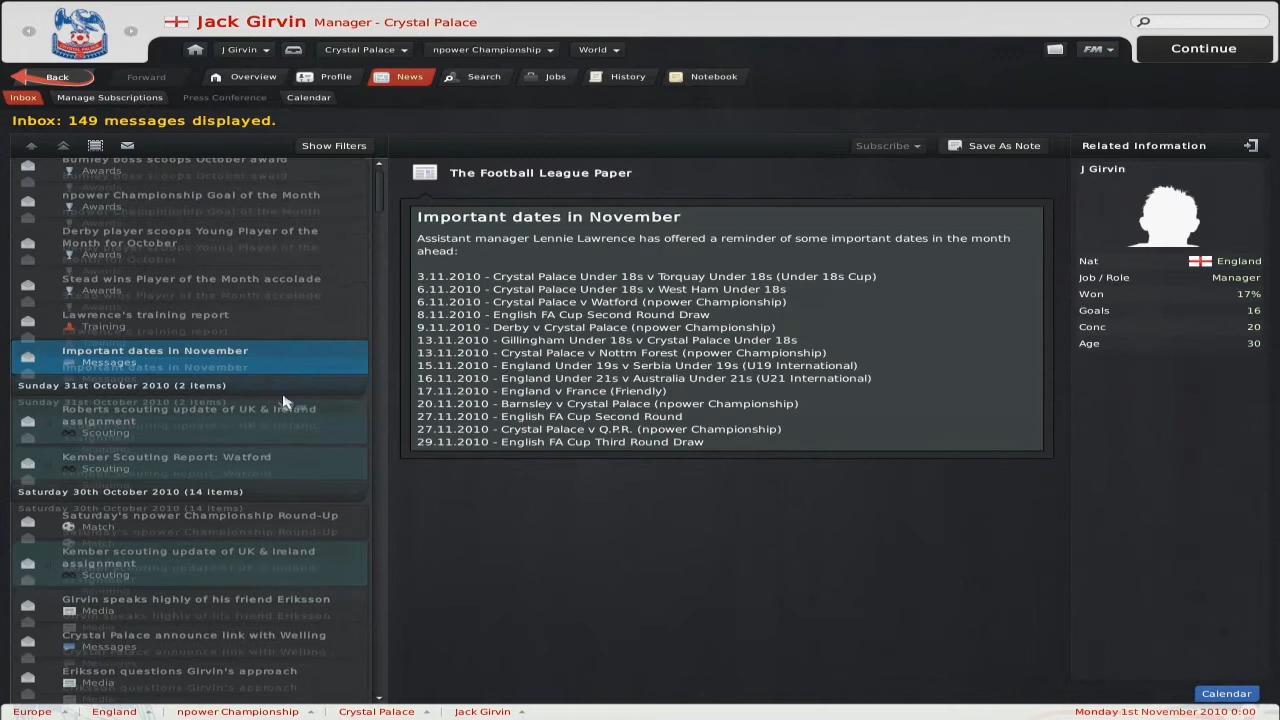 Jack Girvin Manager - Crystal Palace
J Girvin
Crystal Palace
npower Championship
World
FM
Continue
Back
Forward
Overview
Profile
News
Search
Jobs
History
Notebook
Inbox
Manage Subscriptions
Press Conference
Calendar
Inbox: 149 messages displayed.
Show Filters
Burnley boss scoops October award
Awards
npower Championship Goal of the Month
Awards
Derby player scoops Young Player of the
Month for October
Awards
Stead wins Player of the Month accolade
Awards
Lawrence's training report
Training
Important dates in November
Messages
Sunday 31st October 2010 (2 items)
Roberts scouting update of UK & Ireland
assignment
Scouting
Kember Scouting Report: Watford
Scouting
Saturday 30th October 2010 (14 items)
Saturday's npower Championship Round-Up
Match
Kember scouting update of UK & Ireland
assignment
Scouting
Girvin speaks highly of his friend Eriksson
Media
Crystal Palace announce link with Welling
Messages
Eriksson questions Girvin's approach
Media
Subscribe
Save As Note
The Football League Paper
Important dates in November
Assistant manager Lennie Lawrence has offered a reminder of some important dates in the month
ahead:
3.11.2010 - Crystal Palace Under 18s v Torquay Under 18s (Under 18s Cup)
6.11.2010 - Crystal Palace Under 18s v West Ham Under 18s
6.11.2010 - Crystal Palace v Watford (npower Championship)
8.11.2010 - English FA Cup Second Round Draw
9.11.2010 - Derby v Crystal Palace (npower Championship)
13.11.2010 - Gillingham Under 18s v Crystal Palace Under 18s
13.11.2010 - Crystal Palace v Nottm Forest (npower Championship)
15.11.2010 - England Under 19s v Serbia Under 19s (U19 International)
16.11.2010 - England Under 21s v Australia Under 21s (U21 International)
17.11.2010 - England v France (Friendly)
20.11.2010 - Barnsley v Crystal Palace (npower Championship)
27.11.2010 - English FA Cup Second Round
27.11.2010 - Crystal Palace v Q.P.R. (npower Championship)
29.11.2010 - English FA Cup Third Round Draw
Related Information
J Girvin
Nat England
Job / Role Manager
Won 17%
Goals 16
Conc 20
Age 30
Calendar
Europe
England
npower Championship
Crystal Palace
Jack Girvin
Monday 1st November 2010 0:00